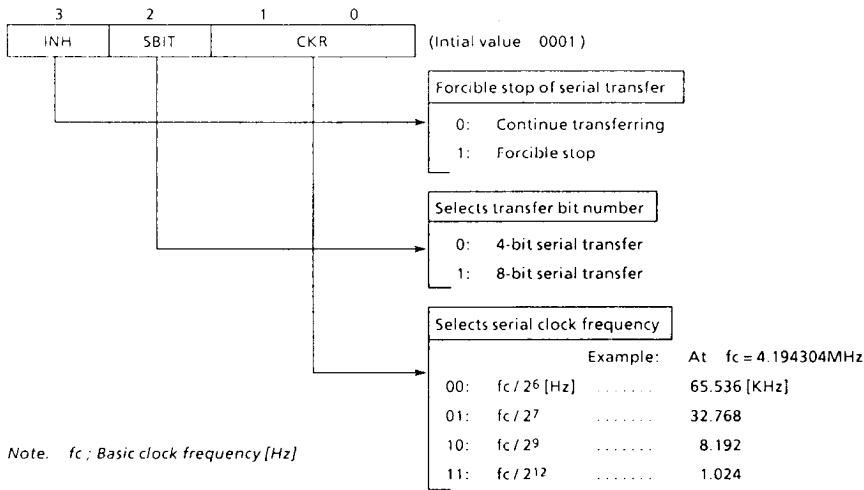 3 2 1 0
INH SBIT CKR (Intial value 0001)
Forcible stop of serial transfer
0: Continue transferring
1: Forcible stop
Selects transfer bit number
0: 4-bit serial transfer
1: 8-bit serial transfer
Selects serial clock frequency
Example: At fc = 4.194304MHz
00: fc / 2⁶ [Hz] ....... 65.536 [KHz]
01: fc / 2⁷ ....... 32.768
10: fc / 2⁹ ....... 8.192
11: fc / 2¹² ....... 1.024
Note. fc ; Basic clock frequency [Hz]